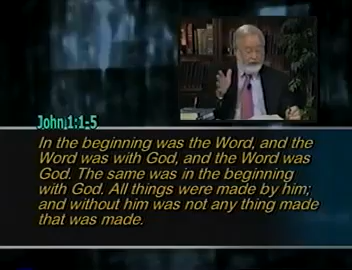 John 1:1-5
In the beginning was the Word, and the
Word was with God, and the Word was
God. The same was in the beginning
with God. All things were made by him;
and without him was not any thing made
that was made.